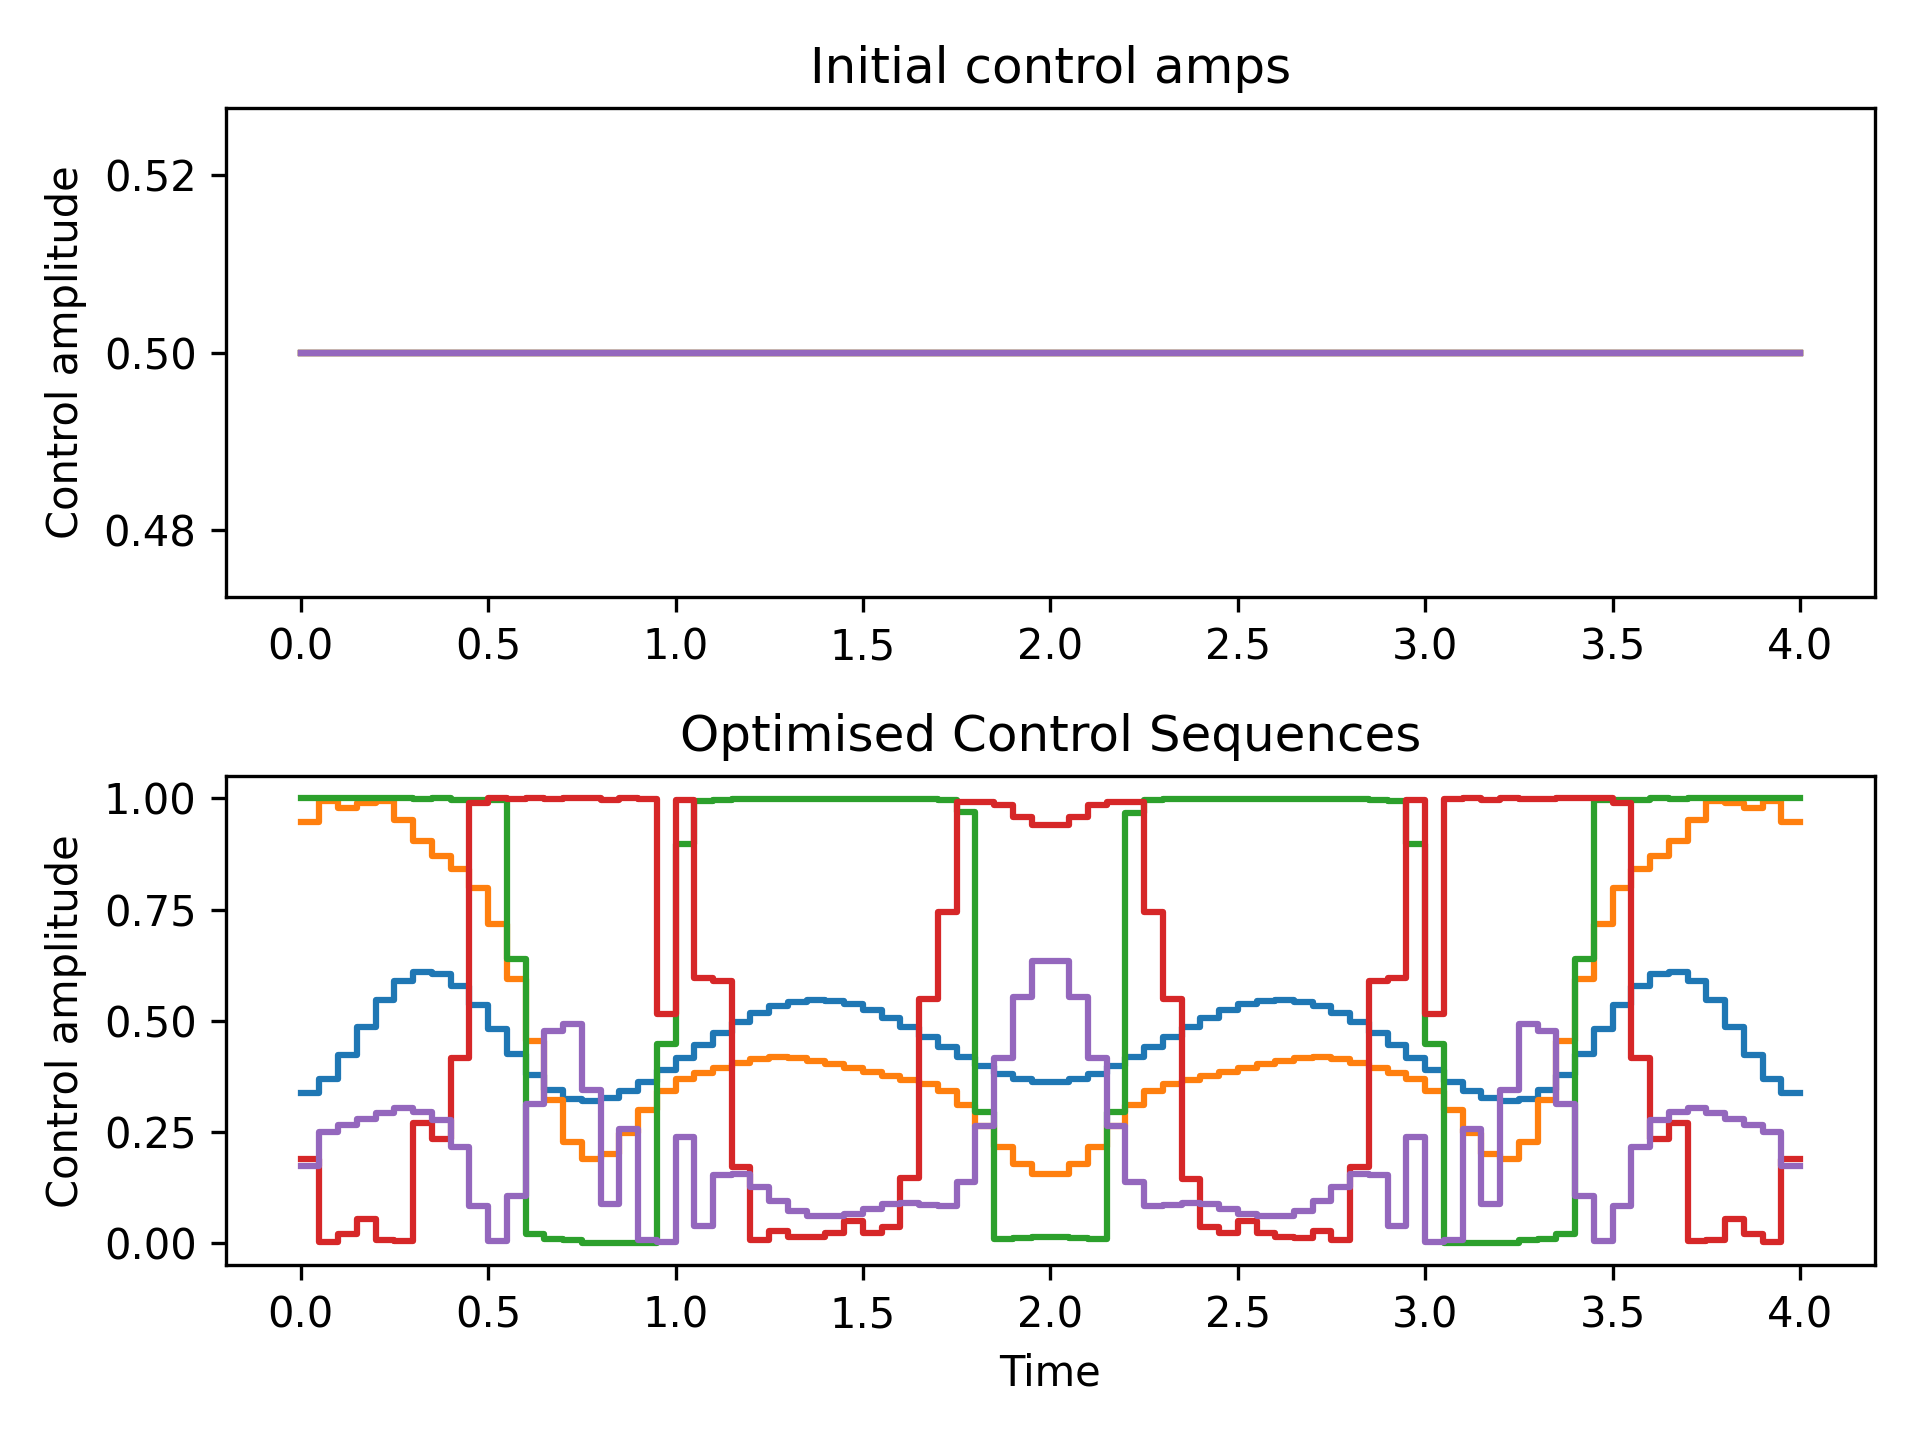 Initial control amps
Control amplitude
0.52
0.50
0.48
0.0 0.5 1.0 1.5 2.0 2.5 3.0 3.5 4.0
Optimised Control Sequences
Control amplitude
1.00
0.75
0.50
0.25
0.00
0.0 0.5 1.0 1.5 2.0 2.5 3.0 3.5 4.0
Time